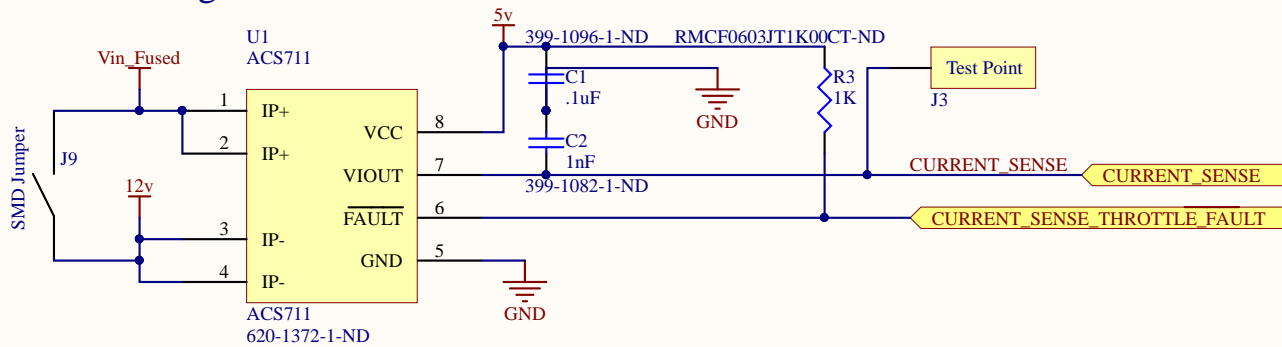 5v
U1
ACS711
399-1096-1-ND
RMCF0603JT1K00CT-ND
Vin_Fused
C1
.1uF
R3
1K
Test Point
J3
1
IP+
GND
VCC
8
C2
1nF
2
IP+
J9
SMD Jumper
VIOUT
7
CURRENT_SENSE
CURRENT_SENSE
12v
399-1082-1-ND
FAULT
6
CURRENT_SENSE_THROTTLE_FAULT
3
IP-
GND
5
4
IP-
GND
ACS711
620-1372-1-ND